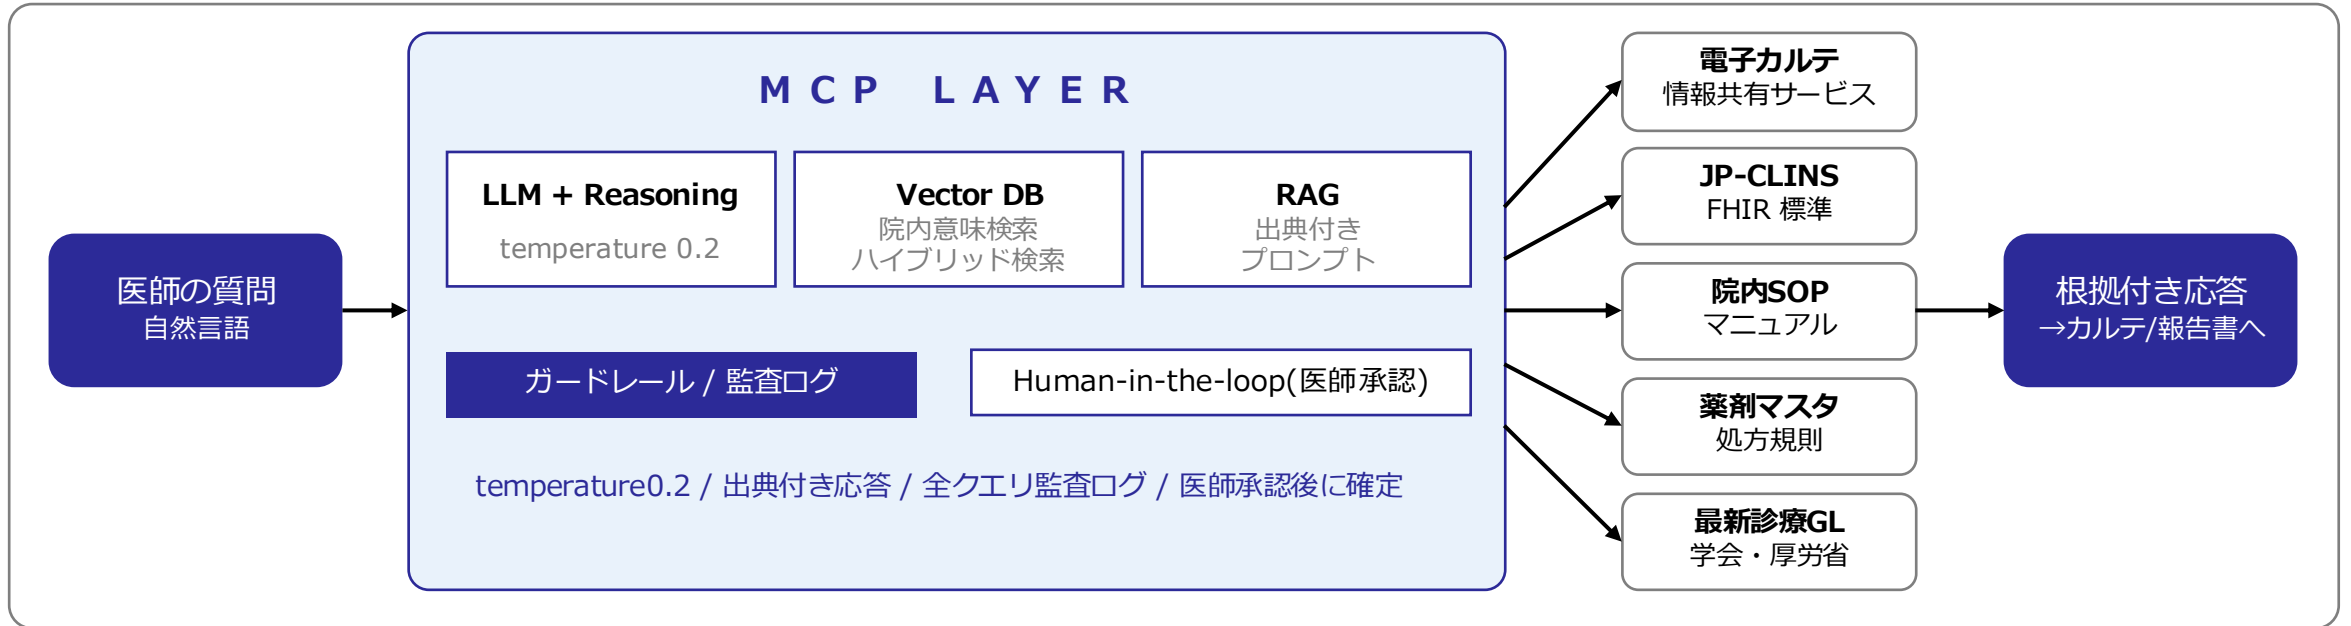 医師の質問
自然言語
MCP LAYER
LLM + Reasoning
temperature 0.2
Vector DB
院内意味検索
ハイブリッド検索
RAG
出典付き
プロンプト
ガードレール / 監査ログ
Human-in-the-loop(医師承認)
temperature0.2 / 出典付き応答 / 全クエリ監査ログ / 医師承認後に確定
電子カルテ
情報共有サービス
JP-CLINS
FHIR 標準
院内SOP
マニュアル
薬剤マスタ
処方規則
最新診療GL
学会・厚労省
根拠付き応答
→カルテ/報告書へ